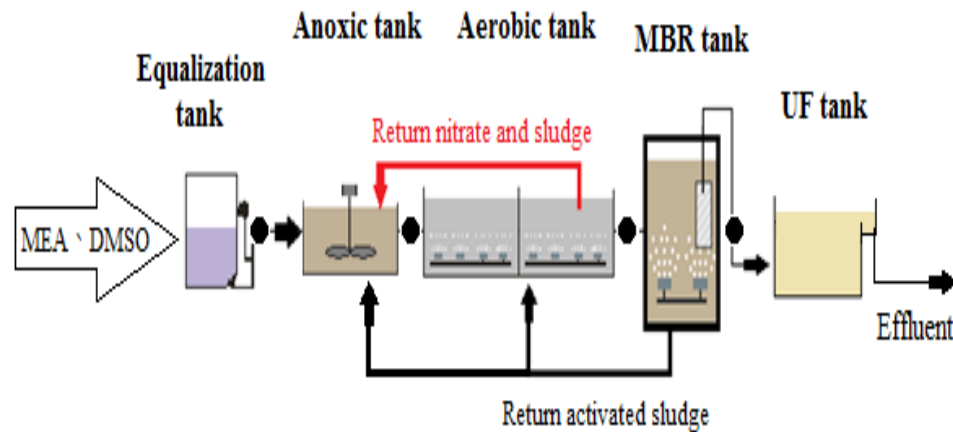 Anoxic tank
Aerobic tank
MBR tank
Equalization
tank
UF tank
Return nitrate and sludge
MEA、DMSO
Effluent
Return activated sludge